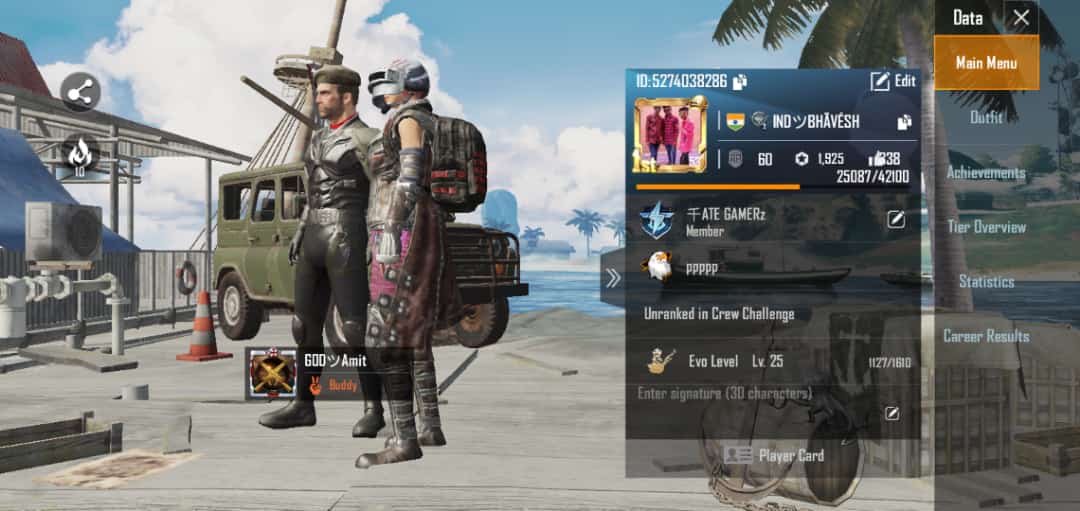 Data
Main Menu
Outfit
Achievements
Tier Overview
Statistics
Career Results
10
ID:5274038286
Edit
1st
INDツBHĂVÉSH
60
1,925
338
25087/42100
千ATE GAMERz
Member
ppppp
Unranked in Crew Challenge
Evo Level Lv. 25
1127/1610
Enter signature (30 characters)
Player Card
GODツAmit
Buddy